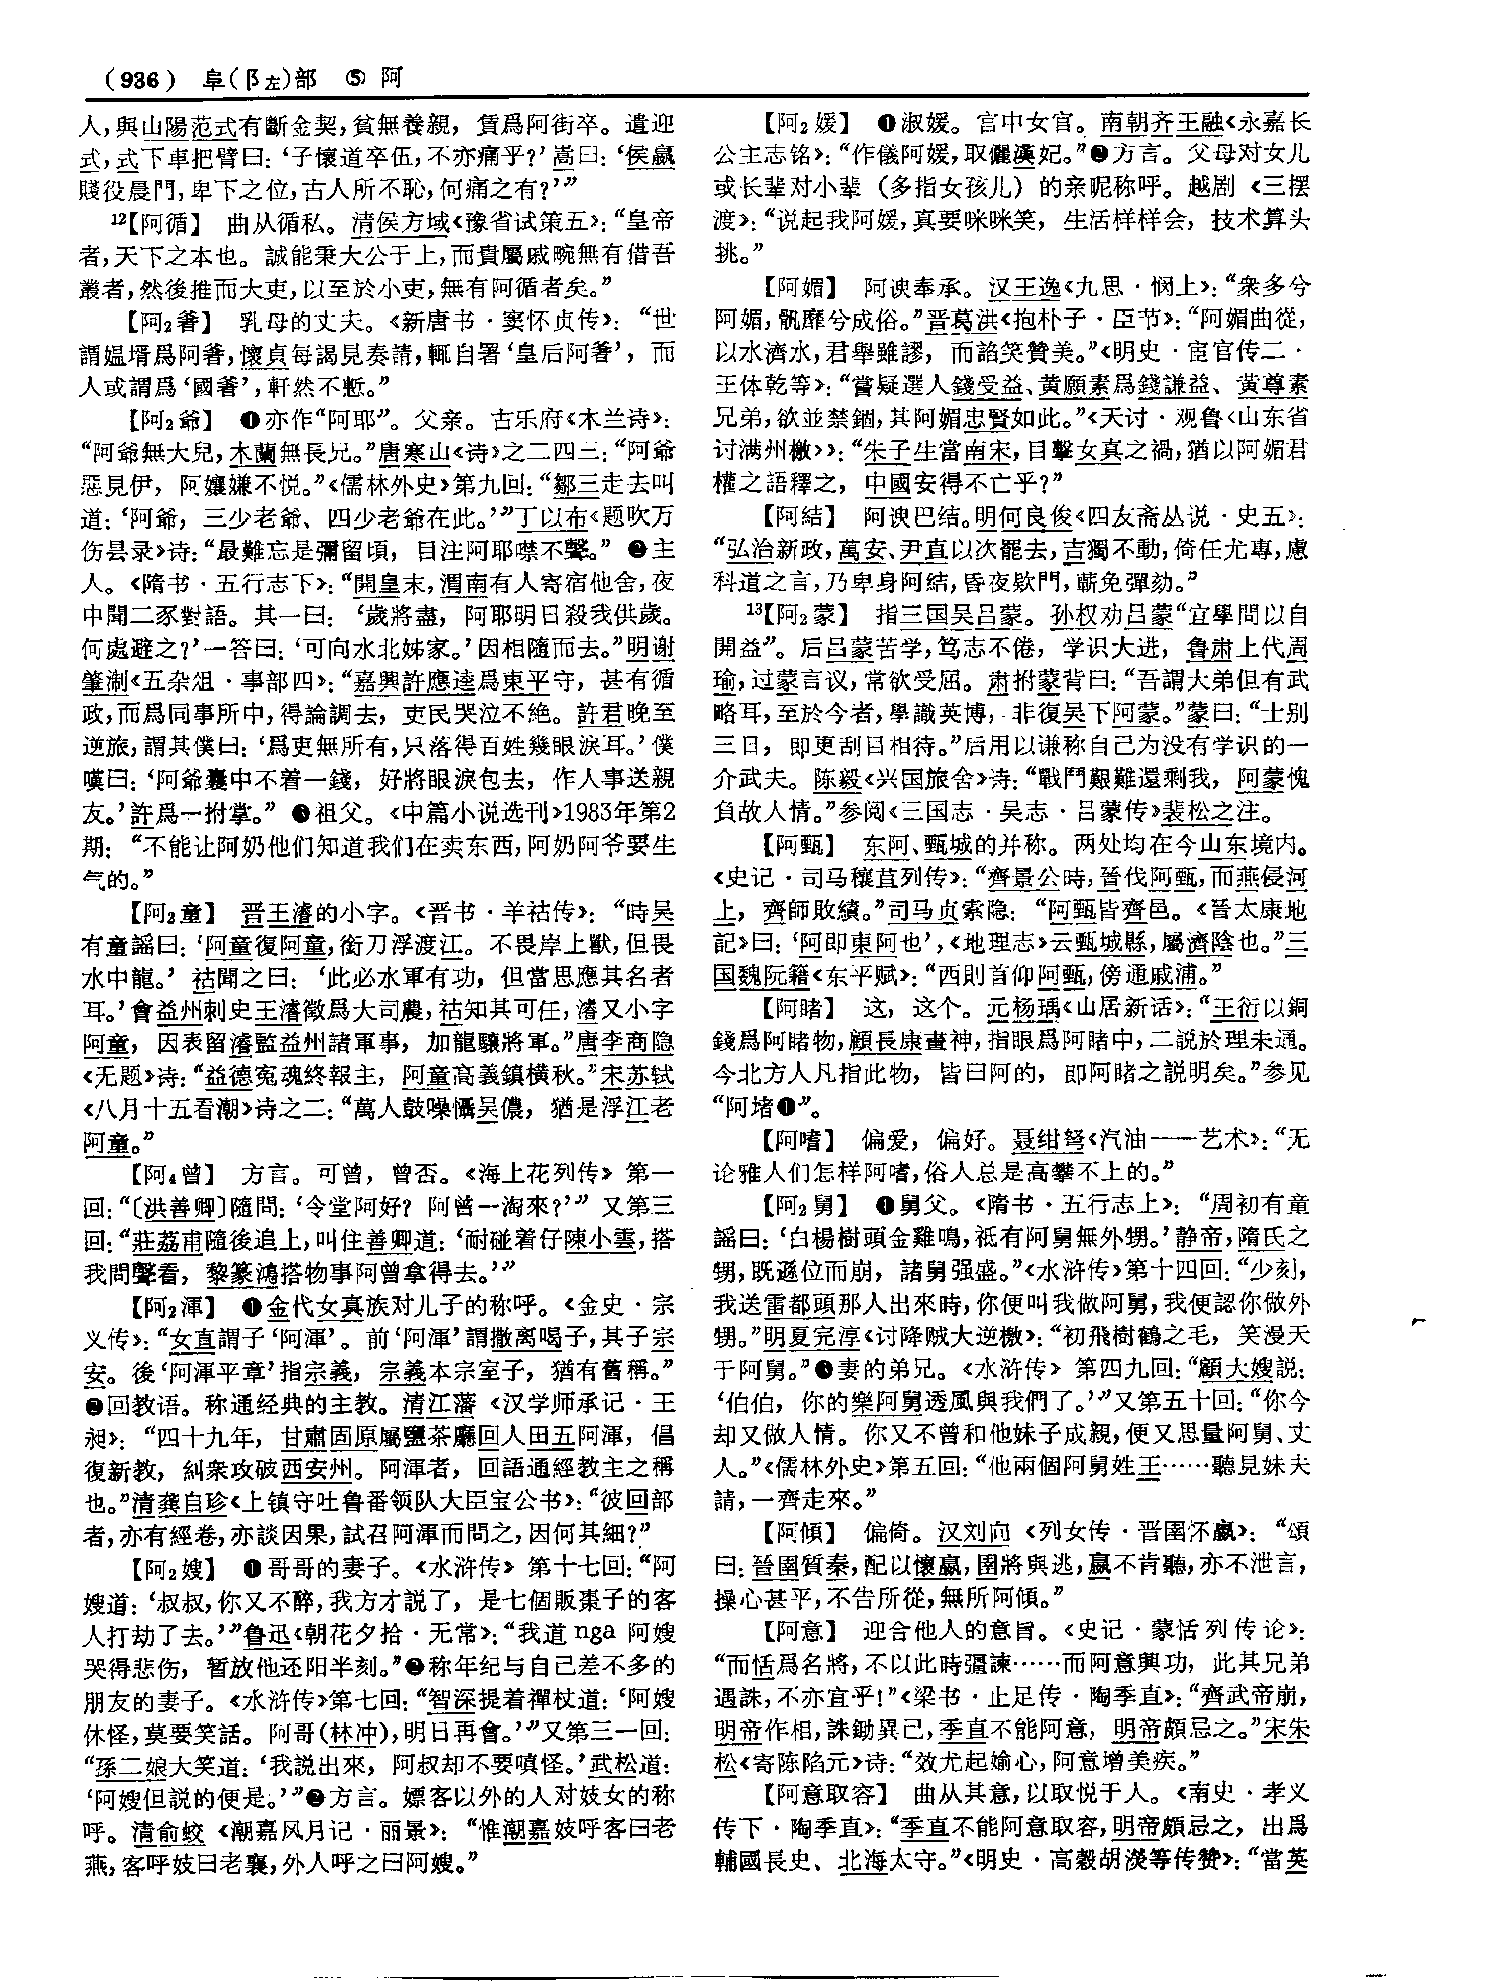 (936) 阜(阝左)部 ⑤ 阿
人,與山陽范式有斷金契,貧無養親, 賃爲阿街卒。遣迎
式,式下車把臂曰: ‘子懷道卒伍,不亦痛乎?’嵩曰: ‘侯嬴
賤役晨門,卑下之位,古人所不恥,何痛之有?’”
12【阿循】 曲从循私。清侯方域《豫省试策五》: “皇帝
者,天下之本也。誠能秉大公于上,而貴屬戚畹無有借吾
叢者,然後推而大吏,以至於小吏,無有阿循者矣。”
【阿2㸙】 乳母的丈夫。《新唐书·窦怀贞传》: “世
謂媪壻爲阿㸙,懷貞每謁見奏請,輒自署‘皇后阿㸙’, 而
人或謂爲‘國㸙’,軒然不慙。”
【阿2爺】 ❶亦作“阿耶”。父亲。古乐府《木兰诗》:
“阿爺無大兒,木蘭無長兄。”唐寒山《诗》之二四三: “阿爺
惡見伊, 阿孃嫌不悦。”《儒林外史》第九回: “鄒三走去叫
道: ‘阿爺, 三少老爺、四少老爺在此。’”丁以布《题吹万
伤昙录》诗: “最難忘是彌留頃, 目注阿耶噤不聲。” ❷主
人。《隋书·五行志下》: “開皇末,渭南有人寄宿他舍,夜
中聞二豕對語。其一曰: ‘歲將盡, 阿耶明日殺我供歲。
何處避之?’一答曰: ‘可向水北姊家。’因相隨而去。”明谢
肇淛《五杂俎·事部四》: “嘉興許應逵爲東平守, 甚有循
政,而爲同事所中,得論調去, 吏民哭泣不絶。許君晚至
逆旅,謂其僕曰: ‘爲吏無所有,只落得百姓幾眼淚耳。’僕
嘆曰: ‘阿爺囊中不着一錢, 好將眼淚包去, 作人事送親
友。’許爲一拊掌。” ❸祖父。《中篇小说选刊》1983年第2
期: “不能让阿奶他们知道我们在卖东西,阿奶阿爷要生
气的。”
【阿2童】 晋王濬的小字。《晋书·羊祜传》: “時吴
有童謡曰: ‘阿童復阿童,銜刀浮渡江。不畏岸上獸,但畏
水中龍。’祜聞之曰: ‘此必水軍有功, 但當思應其名者
耳。’會益州刺史王濬徵爲大司農,祜知其可任,濬又小字
阿童, 因表留濬監益州諸軍事, 加龍驤將軍。”唐李商隐
《无题》诗: “益德冤魂終報主, 阿童高義鎮横秋。”宋苏轼
《八月十五看潮》诗之二: “萬人鼓噪懾吴儂, 猶是浮江老
阿童。”
【阿4曾】 方言。可曾, 曾否。《海上花列传》 第一
回: “〔洪善卿〕隨問: ‘令堂阿好? 阿曾一淘來?’” 又第三
回: “莊荔甫隨後追上,叫住善卿道: ‘耐碰着仔陳小雲,搭
我問聲看, 黎篆鴻搭物事阿曾拿得去。’”
【阿2渾】 ❶金代女真族对儿子的称呼。《金史·宗
义传》: “女直謂子‘阿渾’。前‘阿渾’謂撒离喝子,其子宗
安。後‘阿渾平章’指宗義, 宗義本宗室子, 猶有舊稱。”
❷回教语。称通经典的主教。清江藩《汉学师承记·王
昶》: “四十九年, 甘肅固原屬鹽茶廳回人田五阿渾, 倡
復新教, 糾衆攻破西安州。阿渾者, 回語通經教主之稱
也。”清龚自珍《上镇守吐鲁番领队大臣宝公书》: “彼回部
者,亦有經卷,亦談因果,試召阿渾而問之,因何其細?”
【阿2嫂】 ❶哥哥的妻子。《水浒传》 第十七回: “阿
嫂道: ‘叔叔,你又不醉,我方才説了, 是七個販棗子的客
人打劫了去。’”鲁迅《朝花夕拾·无常》: “我道 nga 阿嫂
哭得悲伤, 暂放他还阳半刻。”❷称年纪与自己差不多的
朋友的妻子。《水浒传》第七回: “智深提着禪杖道: ‘阿嫂
休怪,莫要笑話。阿哥(林冲),明日再會。’”又第三一回:
“孫二娘大笑道: ‘我説出來, 阿叔却不要嗔怪。’武松道:
‘阿嫂但説的便是。’”❸方言。嫖客以外的人对妓女的称
呼。清俞蛟 《潮嘉风月记·丽景》: “惟潮嘉妓呼客曰老
燕,客呼妓曰老襄,外人呼之曰阿嫂。”
【阿2媛】 ❶淑媛。宫中女官。南朝齐王融《永嘉长
公主志铭》: “作儀阿媛,取儷漢妃。”❷方言。父母对女儿
或长辈对小辈 (多指女孩儿) 的亲昵称呼。越剧 《三摆
渡》: “说起我阿媛,真要咪咪笑, 生活样样会, 技术算头
挑。”
【阿媚】 阿谀奉承。汉王逸《九思·悯上》: “衆多兮
阿媚,骫靡兮成俗。”晋葛洪《抱朴子·臣节》: “阿媚曲從,
以水濟水,君舉雖謬, 而諂笑贊美。”《明史·宦官传二·
王体乾等》: “嘗疑選人錢受益、黄願素爲錢謙益、黄尊素
兄弟,欲並禁錮,其阿媚忠賢如此。”《天讨·观鲁〈山东省
讨满州檄〉》: “朱子生當南宋,目擊女真之禍,猶以阿媚君
權之語釋之, 中國安得不亡乎?”
【阿結】 阿谀巴结。明何良俊《四友斋丛说·史五》:
“弘治新政,萬安、尹直以次罷去,吉獨不動,倚任尤專,慮
科道之言,乃卑身阿結,昏夜欵門,蘄免彈劾。”
13【阿2蒙】 指三国吴吕蒙。孙权劝吕蒙“宜學問以自
開益”。后吕蒙苦学,笃志不倦, 学识大进, 鲁肃上代周
瑜,过蒙言议,常欲受屈。肃拊蒙背曰: “吾謂大弟但有武
略耳,至於今者,學識英博, 非復吴下阿蒙。”蒙曰: “士别
三日, 即更刮目相待。”后用以谦称自己为没有学识的一
介武夫。陈毅《兴国旅舍》诗: “戰鬥艱難還剩我, 阿蒙愧
負故人情。”参阅《三国志·吴志·吕蒙传》裴松之注。
【阿甄】 东阿、甄城的并称。两处均在今山东境内。
《史记·司马穰苴列传》: “齊景公時,晉伐阿甄,而燕侵河
上, 齊師敗績。”司马贞索隐: “阿甄皆齊邑。《晉太康地
記》曰: ‘阿即東阿也’,《地理志》云甄城縣,屬濟陰也。”三
国魏阮籍《东平赋》: “西則首仰阿甄,傍通戚浦。”
【阿睹】 这, 这个。元杨瑀《山居新话》: “王衍以銅
錢爲阿睹物,顧長康畫神,指眼爲阿睹中,二説於理未通。
今北方人凡指此物, 皆曰阿的, 即阿睹之説明矣。”参见
“阿堵❶”。
【阿嗜】 偏爱, 偏好。聂绀弩《汽油——艺术》: “无
论雅人们怎样阿嗜,俗人总是高攀不上的。”
【阿2舅】 ❶舅父。《隋书·五行志上》: “周初有童
謡曰: ‘白楊樹頭金雞鳴,祗有阿舅無外甥。’静帝,隋氏之
甥,既遜位而崩, 諸舅强盛。”《水浒传》第十四回: “少刻,
我送雷都頭那人出來時,你便叫我做阿舅,我便認你做外
甥。”明夏完淳《讨降贼大逆檄》: “初飛樹鶴之毛, 笑漫天
于阿舅。”❷妻的弟兄。《水浒传》 第四九回: “顧大嫂説:
‘伯伯, 你的樂阿舅透風與我們了。’”又第五十回: “你今
却又做人情。你又不曾和他妹子成親,便又思量阿舅、丈
人。”《儒林外史》第五回: “他兩個阿舅姓王……聽見妹夫
請,一齊走來。”
【阿傾】 偏倚。汉刘向 《列女传·晋圉怀嬴》: “頌
曰: 晉圉質秦,配以懷嬴,圉將與逃,嬴不肯聽,亦不泄言,
操心甚平,不告所從,無所阿傾。”
【阿意】 迎合他人的意旨。《史记·蒙恬列传论》:
“而恬爲名將,不以此時彊諫……而阿意興功, 此其兄弟
遇誅,不亦宜乎!”《梁书·止足传·陶季直》: “齊武帝崩,
明帝作相,誅鋤異己,季直不能阿意, 明帝頗忌之。”宋朱
松《寄陈陷元》诗: “效尤起媮心,阿意增美疾。”
【阿意取容】 曲从其意,以取悦于人。《南史·孝义
传下·陶季直》: “季直不能阿意取容,明帝頗忌之, 出爲
輔國長史、北海太守。”《明史·高穀胡濙等传赞》: “當英